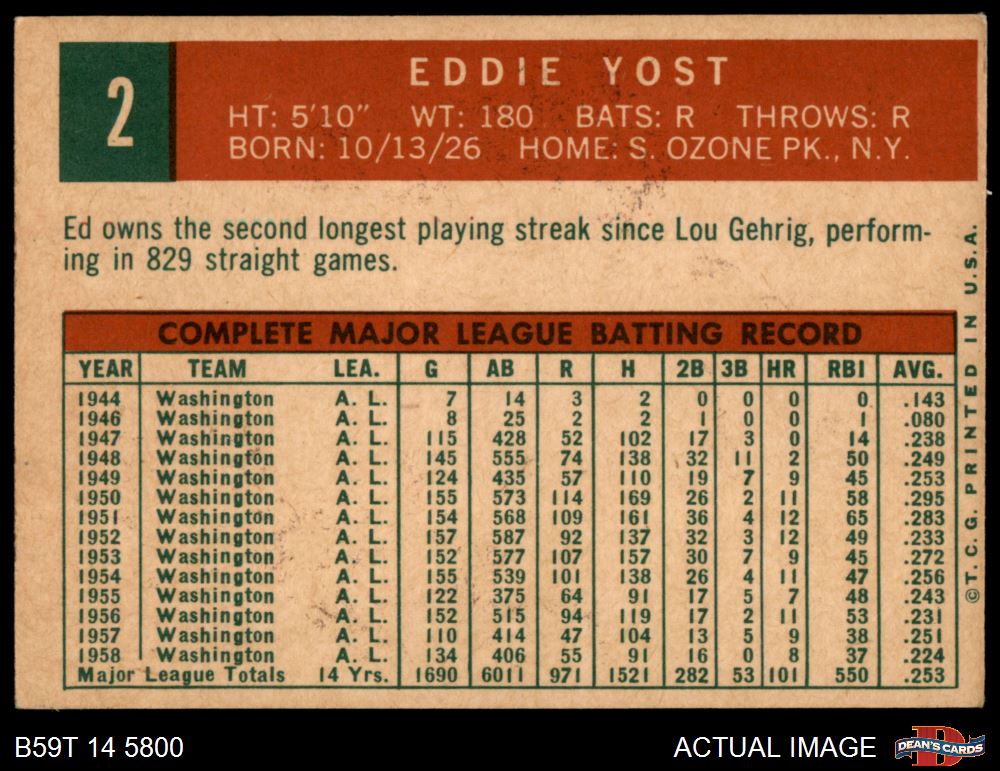 2
EDDIE YOST
HT: 5'10" WT: 180 BATS: R THROWS: R
BORN: 10/13/26 HOME: S. OZONE PK., N.Y.
Ed owns the second longest playing streak since Lou Gehrig, perform-
ing in 829 straight games.
COMPLETE MAJOR LEAGUE BATTING RECORD
YEAR TEAM LEA. G AB R H 2B 3B HR RBI AVG.
1944 Washington A. L. 7 14 3 2 0 0 0 0 .143
1946 Washington A. L. 8 25 2 2 1 0 0 1 .080
1947 Washington A. L. 115 428 52 102 17 3 0 14 .238
1948 Washington A. L. 145 555 74 138 32 11 2 50 .249
1949 Washington A. L. 124 435 57 110 19 7 9 45 .253
1950 Washington A. L. 155 573 114 169 26 2 11 58 .295
1951 Washington A. L. 154 568 109 161 36 4 12 65 .283
1952 Washington A. L. 157 587 92 137 32 3 12 49 .233
1953 Washington A. L. 152 577 107 157 30 7 9 45 .272
1954 Washington A. L. 155 539 101 138 26 4 11 47 .256
1955 Washington A. L. 122 375 64 91 17 5 7 48 .243
1956 Washington A. L. 152 515 94 119 17 2 11 53 .231
1957 Washington A. L. 110 414 47 104 13 5 9 38 .251
1958 Washington A. L. 134 406 55 91 16 0 8 37 .224
Major League Totals 14 Yrs. 1690 6011 971 1521 282 53 101 550 .253
©T. C. G. PRINTED IN U.S.A.
B59T 14 5800
ACTUAL IMAGE
DEAN'S CARDS